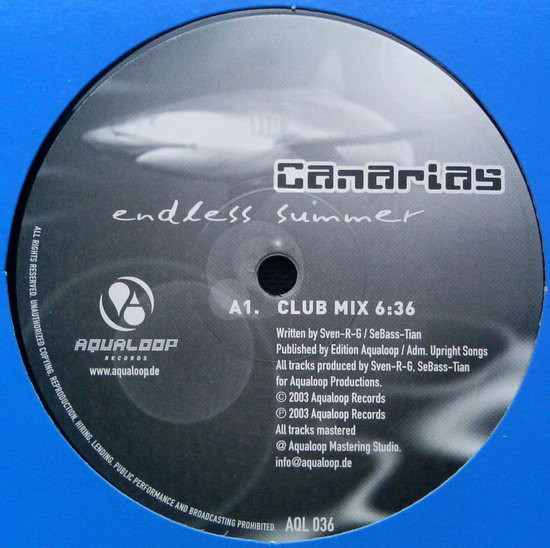 Canarias
endless summer
A1. CLUB MIX 6:36
AQUALOOP
RECORDS
www.aqualoop.de
Written by Sven-R-G / SeBass-Tian
Published by Edition Aqualoop / Adm. Upright Songs
All tracks produced by Sven-R-G, SeBass-Tian
for Aqualoop Productions.
© 2003 Aqualoop Records
℗ 2003 Aqualoop Records
All tracks mastered
@ Aqualoop Mastering Studio.
info@aqualoop.de
ALL RIGHTS RESERVED. UNAUTHORIZED COPYING, REPRODUCTION, HIRING, LENDING, PUBLIC PERFORMANCE AND BROADCASTING PROHIBITED.
AQL 036